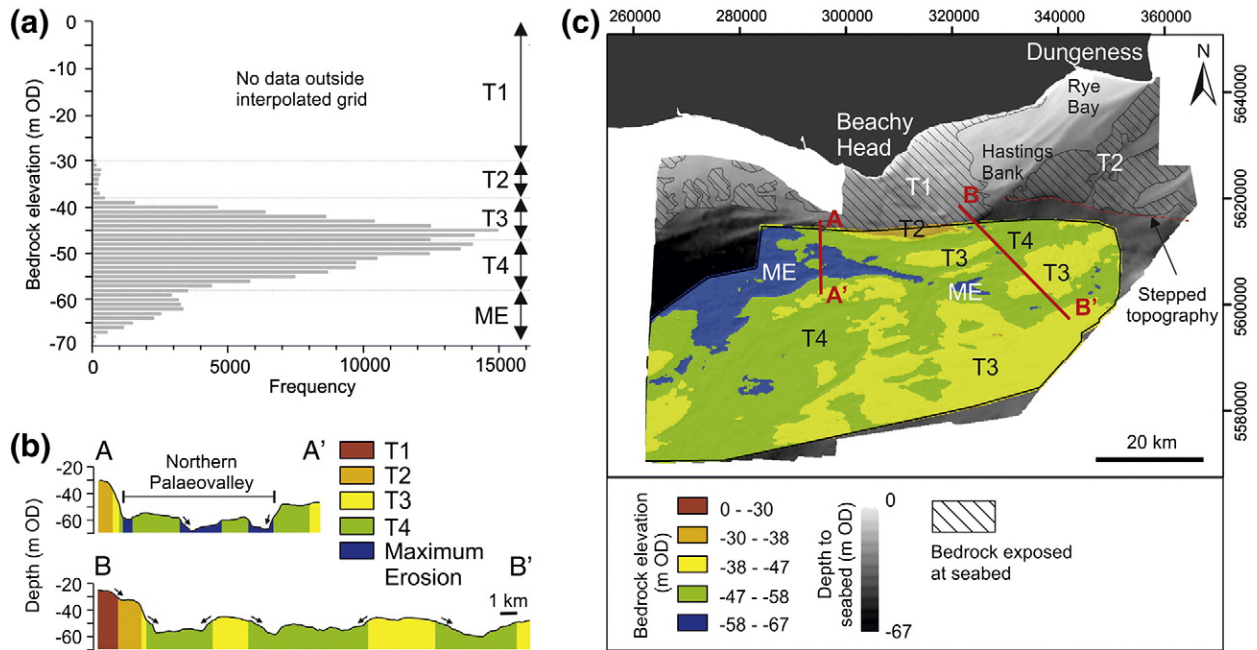 (a)
0
-10
-20
-30
-40
-50
-60
-70
Bedrock elevation (m OD)
No data outside
interpolated grid
T1
T2
T3
T4
ME
0
5000
10000
15000
Frequency
(b)
A
A'
Northern
Palaeovalley
-20
-40
-60
B
B'
-20
-40
-60
Depth (m OD)
1 km
T1
T2
T3
T4
Maximum
Erosion
(c)
260000
280000
300000
320000
340000
360000
Dungeness
N
Rye
Bay
Beachy
Head
Hastings
Bank
T2
T1
B
A
T2
T4
T3
T3
ME
ME
A'
B'
T4
T3
Stepped
topography
20 km
5640000
5620000
5600000
5580000
Bedrock elevation
(m OD)
0 - -30
-30 - -38
-38 - -47
-47 - -58
-58 - -67
Depth to
seabed (m OD)
0
-67
Bedrock exposed
at seabed